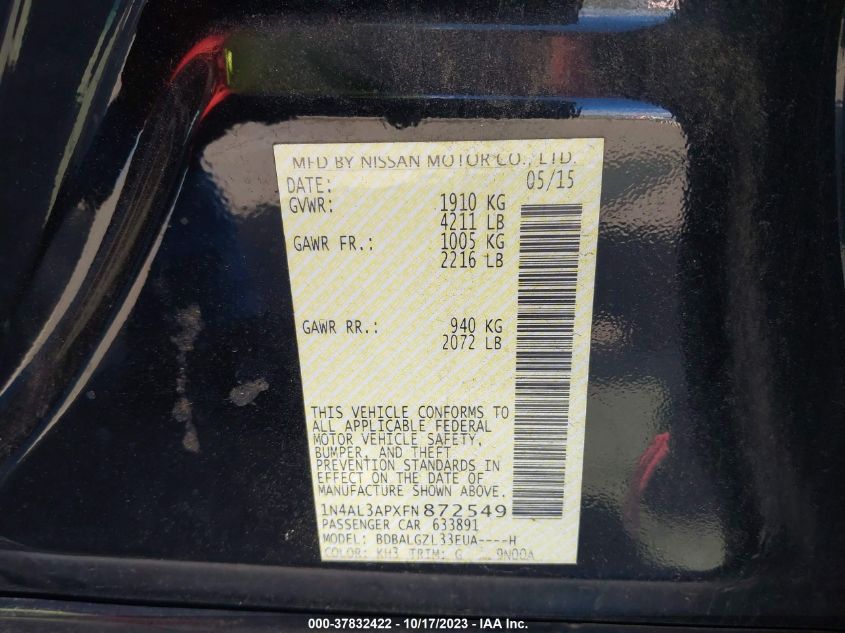 MFD BY NISSAN MOTOR CO., LTD.
DATE: 05/15
GVWR: 1910 KG
4211 LB
GAWR FR.: 1005 KG
2216 LB
GAWR RR.: 940 KG
2072 LB
THIS VEHICLE CONFORMS TO
ALL APPLICABLE FEDERAL
MOTOR VEHICLE SAFETY,
BUMPER, AND THEFT
PREVENTION STANDARDS IN
EFFECT ON THE DATE OF
MANUFACTURE SHOWN ABOVE.
1N4AL3APXFN872549
PASSENGER CAR 633891
MODEL: BDBALGZL33EUA----H
COLOR: KH3 TRIM: G 9N00A
000-37832422 - 10/17/2023 - IAA Inc.